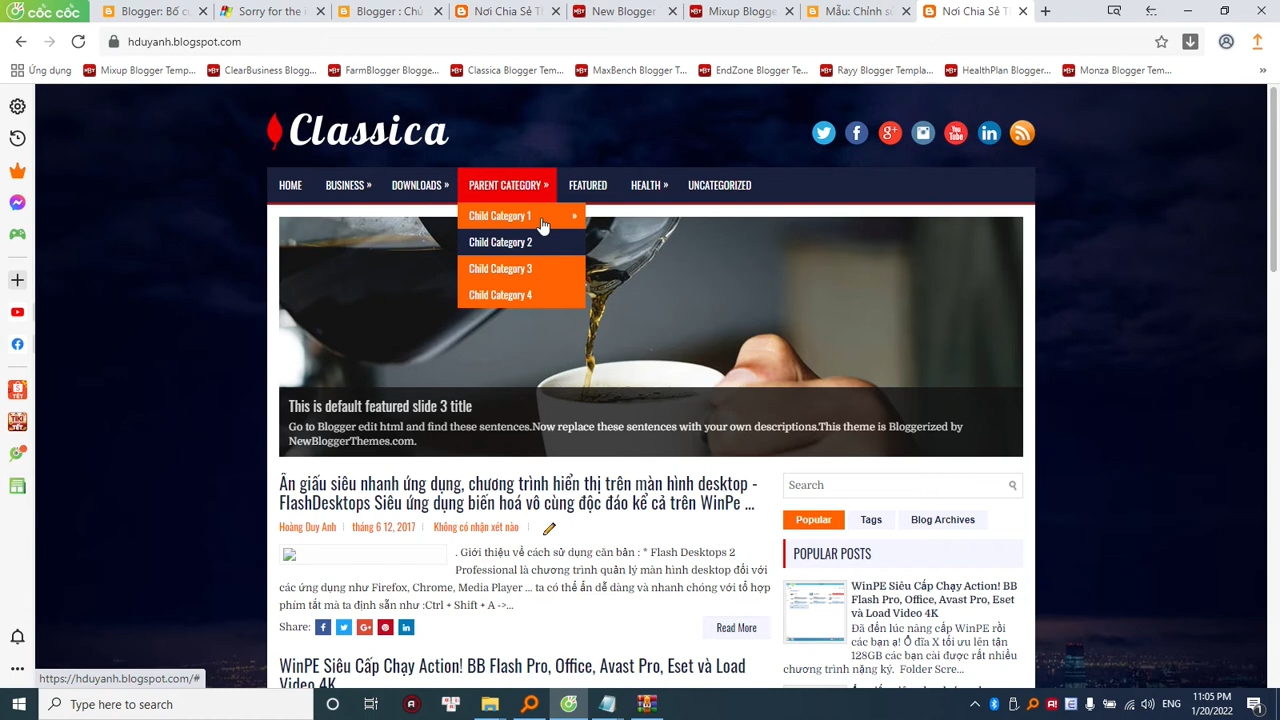 cốc cốc
Blogger: Bố cụ
Sorry for the i
Blogger : Chủ
Nơi Chia Sẻ Th
New Blogger T
Mixup Blogger
Mẫu: Chính s
Nơi Chia Sẻ Th
hduyanh.blogspot.com
Ứng dụng
Mixup Blogger Temp...
ClearBusiness Blogg...
FarmBlogger Blogge...
Classica Blogger Tem...
MaxBench Blogger T...
EndZone Blogger Te...
Rayy Blogger Templa...
HealthPlan Blogger...
Monza Blogger Tem...
Classica
You Tube
HOME BUSINESS » DOWNLOADS » PARENT CATEGORY » FEATURED HEALTH » UNCATEGORIZED
Child Category 1 »
Child Category 2
Child Category 3
Child Category 4
This is default featured slide 3 title
Go to Blogger edit html and find these sentences.Now replace these sentences with your own descriptions.This theme is Bloggerized by
NewBloggerThemes.com.
Ẩn giấu siêu nhanh ứng dụng, chương trình hiển thị trên màn hình desktop -
FlashDesktops Siêu ứng dụng biến hoá vô cùng độc đáo kể cả trên WinPe ...
Hoàng Duy Anh tháng 6 12, 2017 Không có nhận xét nào
. Giới thiệu về cách sử dụng căn bản : * Flash Desktops 2
Professional là chương trình quản lý màn hình desktop đối với
các ứng dụng như Firefox, Chrome, Media Player ... ta có thể ẩn dễ dàng và nhanh chóng với tổ hợp
phím tắt mà ta định sẵn như :Ctrl + Shift + A ->...
Share:
Read More
WinPE Siêu Cấp Chạy Action! BB Flash Pro, Office, Avast Pro, Eset và Load
Video 4K
Search
Popular Tags Blog Archives
POPULAR POSTS
WinPE Siêu Cấp Chạy Action! BB
Flash Pro, Office, Avast Pro, Eset
và Load Video 4K
Đã đến lúc nâng cấp WinPE rồi
các bạn ạ! Ổ đĩa X tối ưu lên tận
128GB các bạn cài được rất nhiều
chương trình nặng ký. Folder Scre...
https://hduyanh.blogspot.com/#
Type here to search
ENG
11:05 PM
1/20/2022